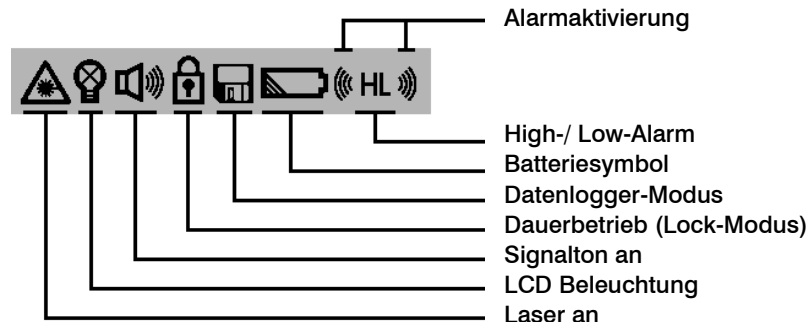 Alarmaktivierung
HL
High-/ Low-Alarm
Batteriesymbol
Datenlogger-Modus
Dauerbetrieb (Lock-Modus)
Signalton an
LCD Beleuchtung
Laser an